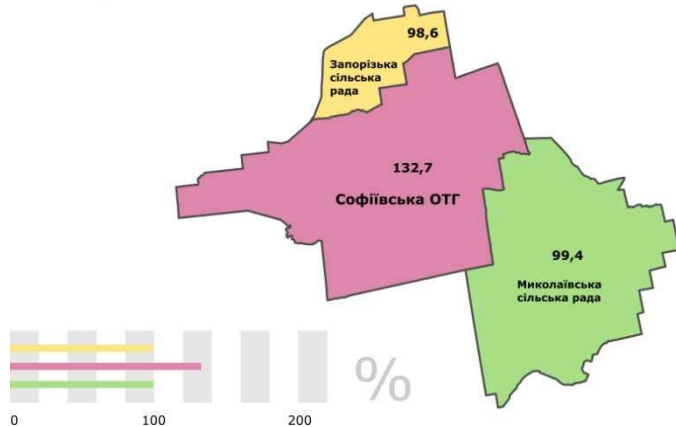 98,6
Запорізька
сільська
рада
132,7
Софіївська ОТГ
99,4
Миколаївська
сільська рада
%
0 100 200